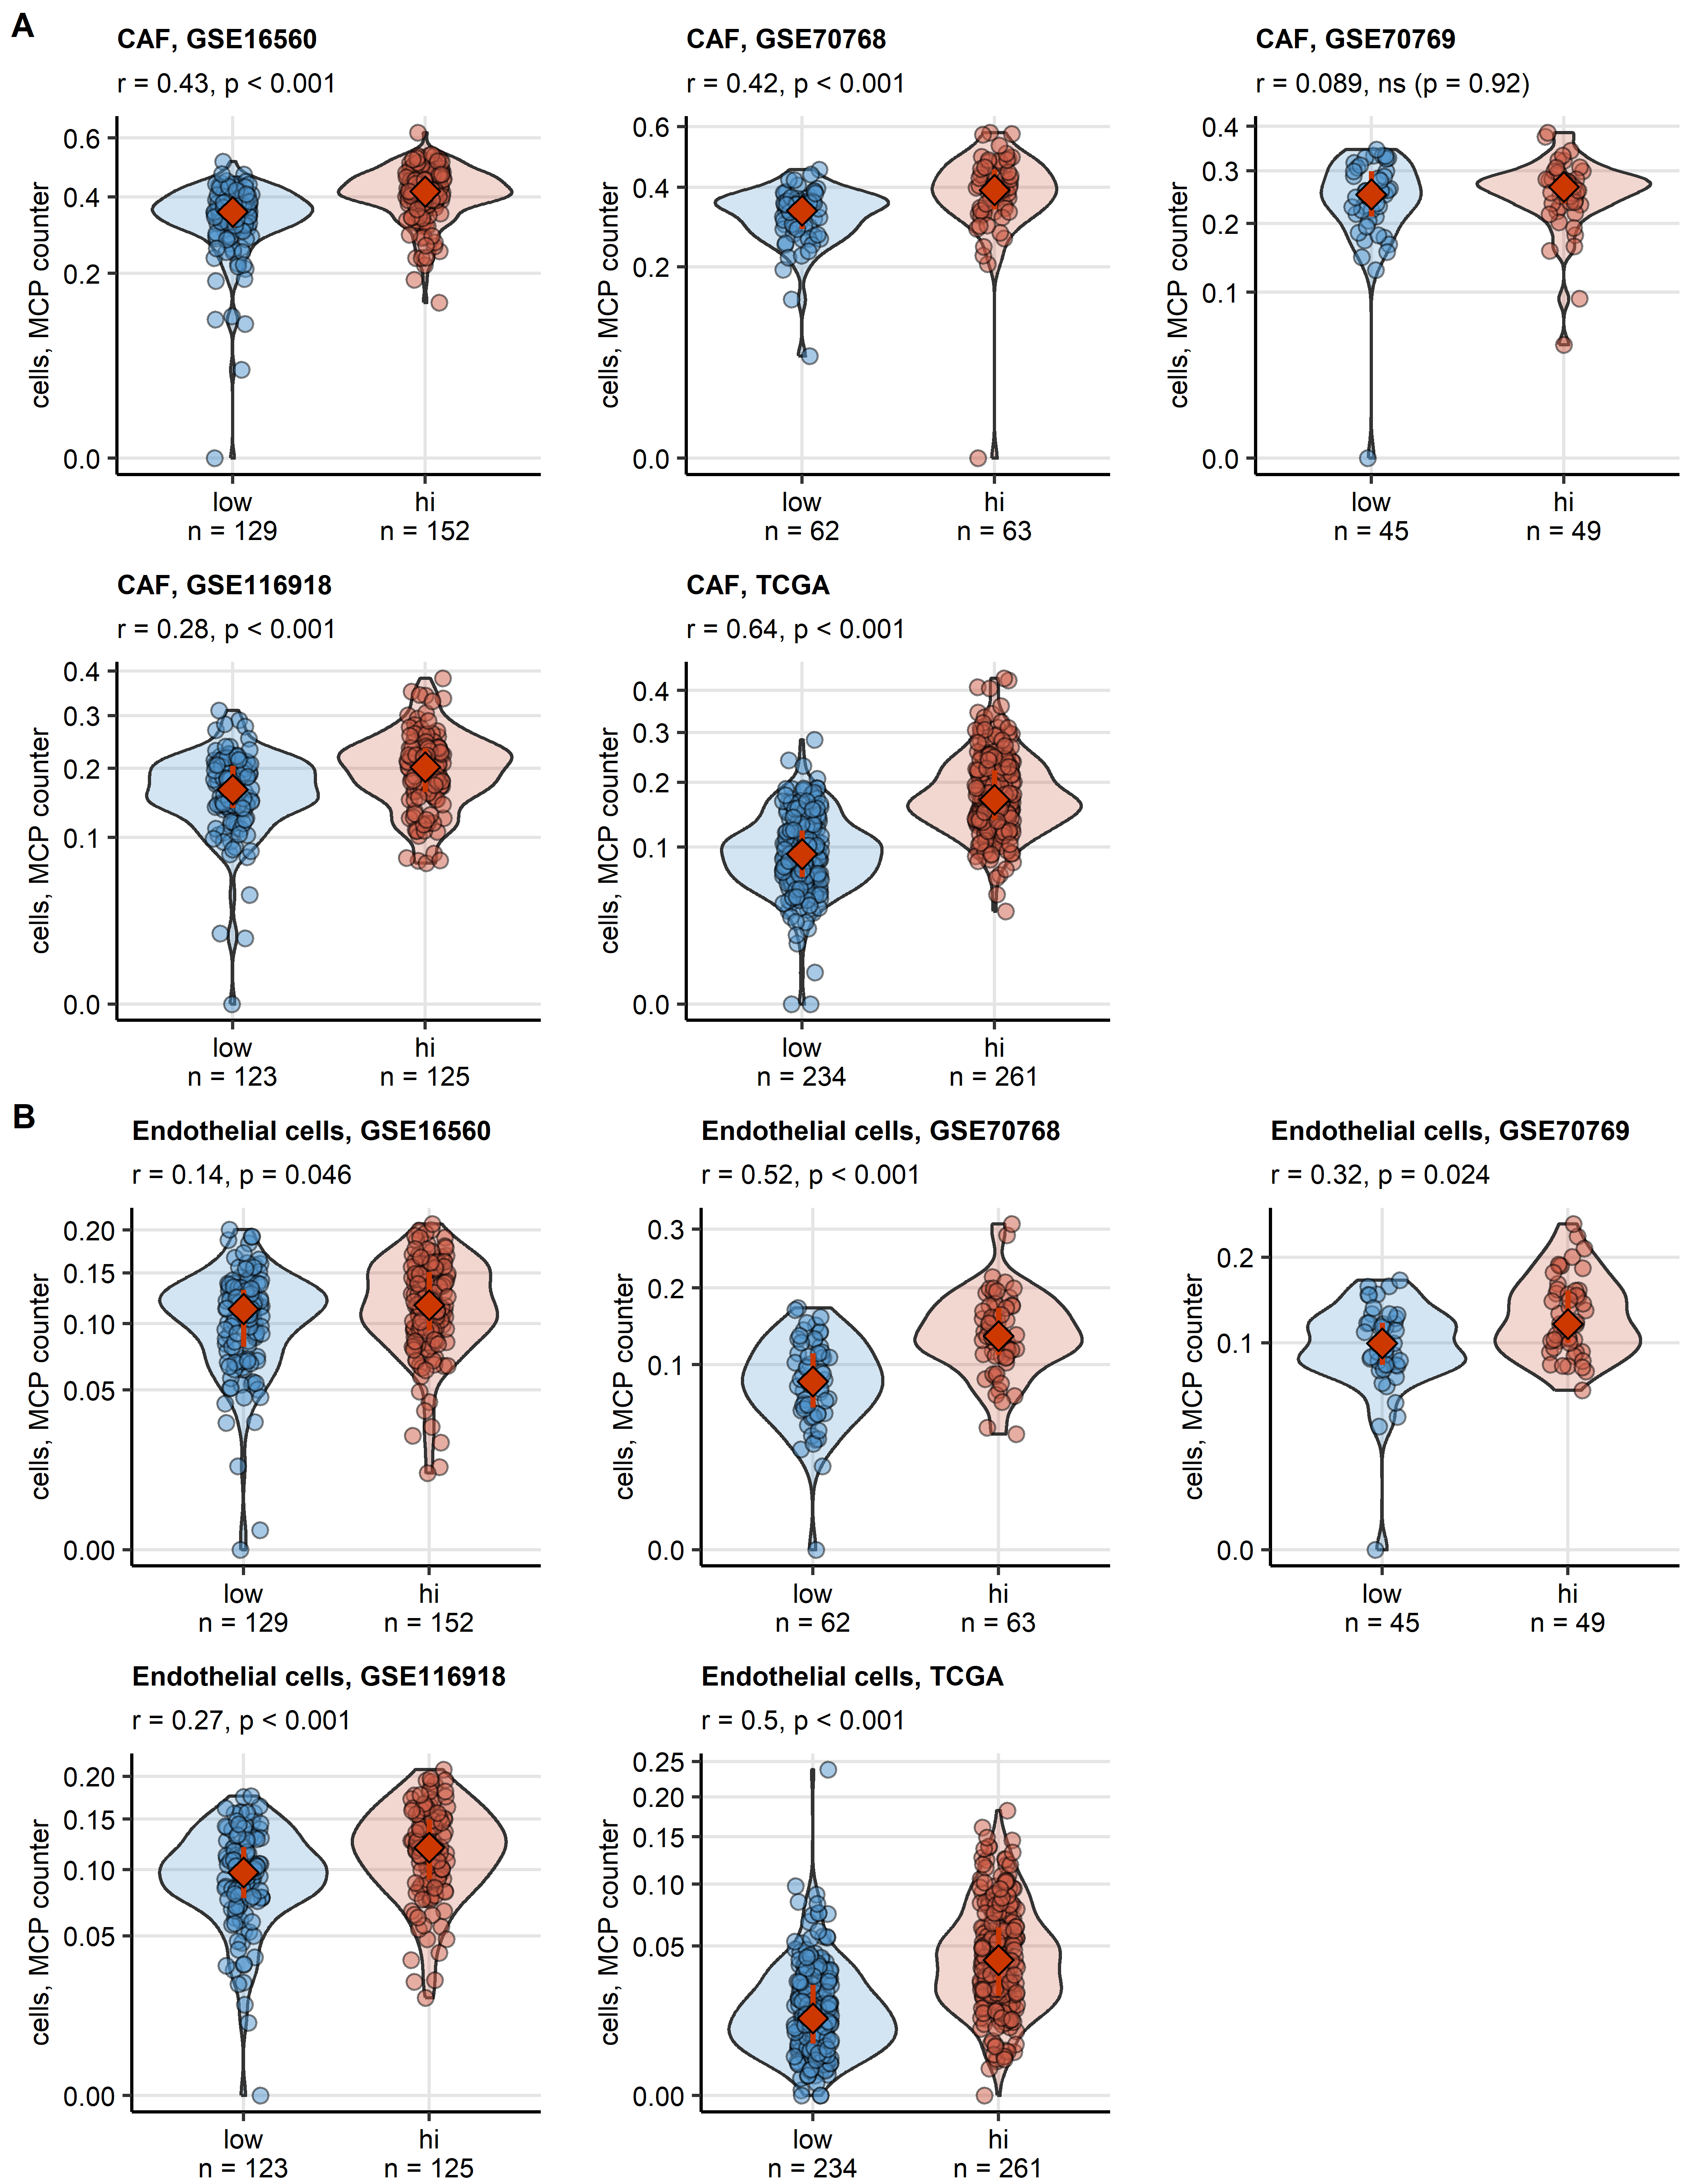 A
CAF, GSE16560
r = 0.43, p < 0.001
cells, MCP counter
0.6
0.4
0.2
0.0
low
n = 129
hi
n = 152
CAF, GSE70768
r = 0.42, p < 0.001
cells, MCP counter
0.6
0.4
0.2
0.0
low
n = 62
hi
n = 63
CAF, GSE70769
r = 0.089, ns (p = 0.92)
cells, MCP counter
0.4
0.3
0.2
0.1
0.0
low
n = 45
hi
n = 49
CAF, GSE116918
r = 0.28, p < 0.001
cells, MCP counter
0.4
0.3
0.2
0.1
0.0
low
n = 123
hi
n = 125
CAF, TCGA
r = 0.64, p < 0.001
cells, MCP counter
0.4
0.3
0.2
0.1
0.0
low
n = 234
hi
n = 261
B
Endothelial cells, GSE16560
r = 0.14, p = 0.046
cells, MCP counter
0.20
0.15
0.10
0.05
0.00
low
n = 129
hi
n = 152
Endothelial cells, GSE70768
r = 0.52, p < 0.001
cells, MCP counter
0.3
0.2
0.1
0.0
low
n = 62
hi
n = 63
Endothelial cells, GSE70769
r = 0.32, p = 0.024
cells, MCP counter
0.2
0.1
0.0
low
n = 45
hi
n = 49
Endothelial cells, GSE116918
r = 0.27, p < 0.001
cells, MCP counter
0.20
0.15
0.10
0.05
0.00
low
n = 123
hi
n = 125
Endothelial cells, TCGA
r = 0.5, p < 0.001
cells, MCP counter
0.25
0.20
0.15
0.10
0.05
0.00
low
n = 234
hi
n = 261